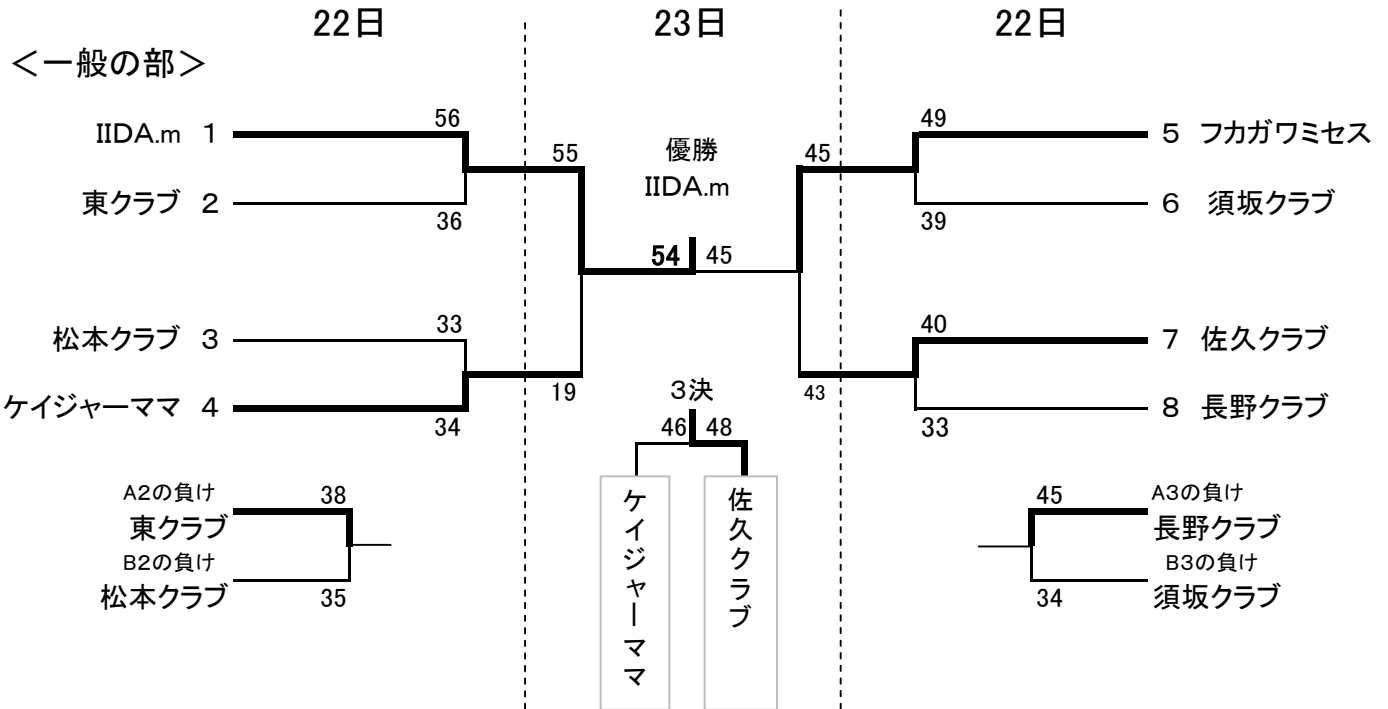 22日 23日 22日
＜一般の部＞
IIDA.m 1 56 49 5 フカガワミセス
55 優勝 45
IIDA.m
東クラブ 2 36 39 6 須坂クラブ
54 45
松本クラブ 3 33 40 7 佐久クラブ
19 3決 43
ケイジャーママ 4 34 33 8 長野クラブ
46 48
ケイジャーママ
佐久クラブ
A2の負け 38 45 A3の負け
東クラブ 長野クラブ
B2の負け B3の負け
松本クラブ 35 34 須坂クラブ